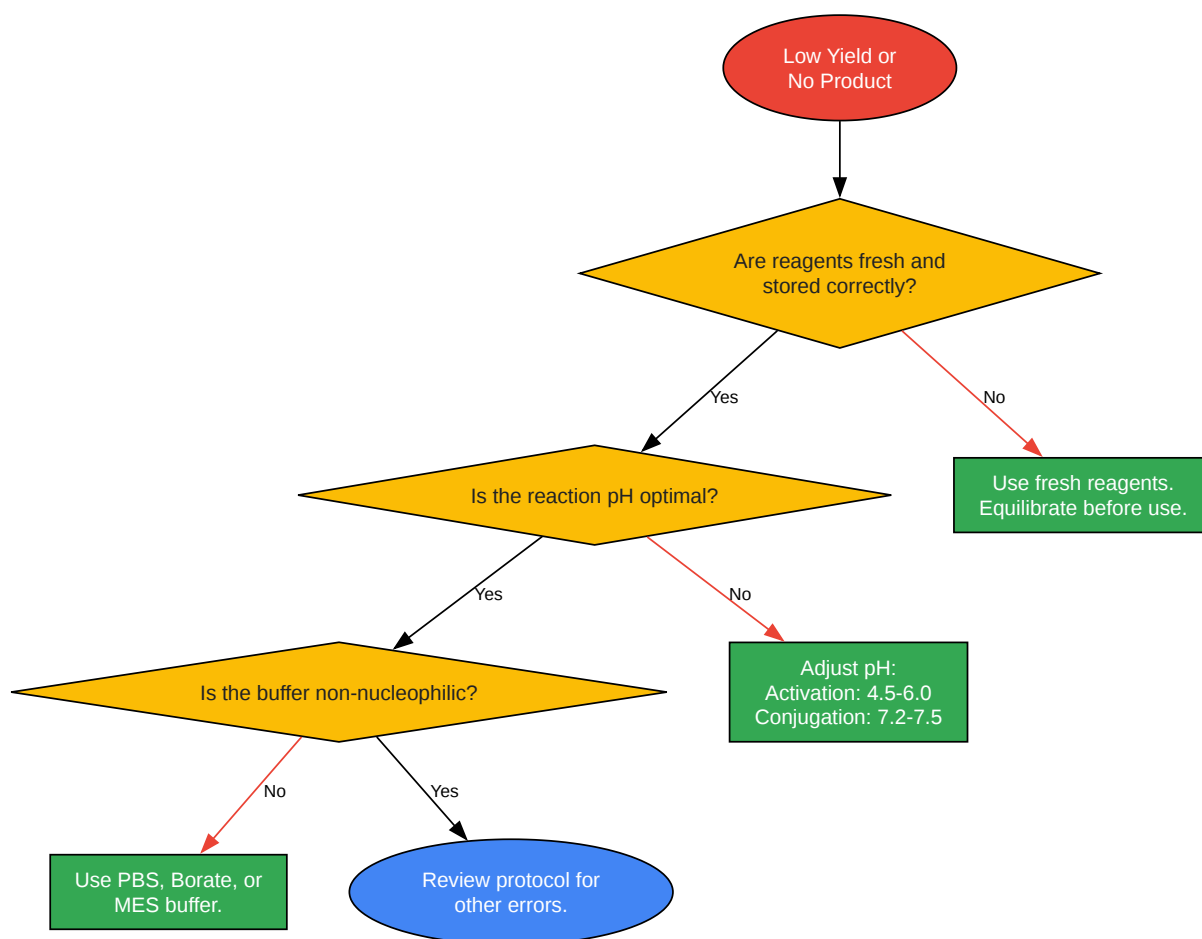 Low Yield or
No Product
Are reagents fresh and
stored correctly?
Yes
No
Is the reaction pH optimal?
Use fresh reagents.
Equilibrate before use.
Yes
No
Is the buffer non-nucleophilic?
Adjust pH:
Activation: 4.5-6.0
Conjugation: 7.2-7.5
No
Yes
Use PBS, Borate, or
MES buffer.
Review protocol for
other errors.